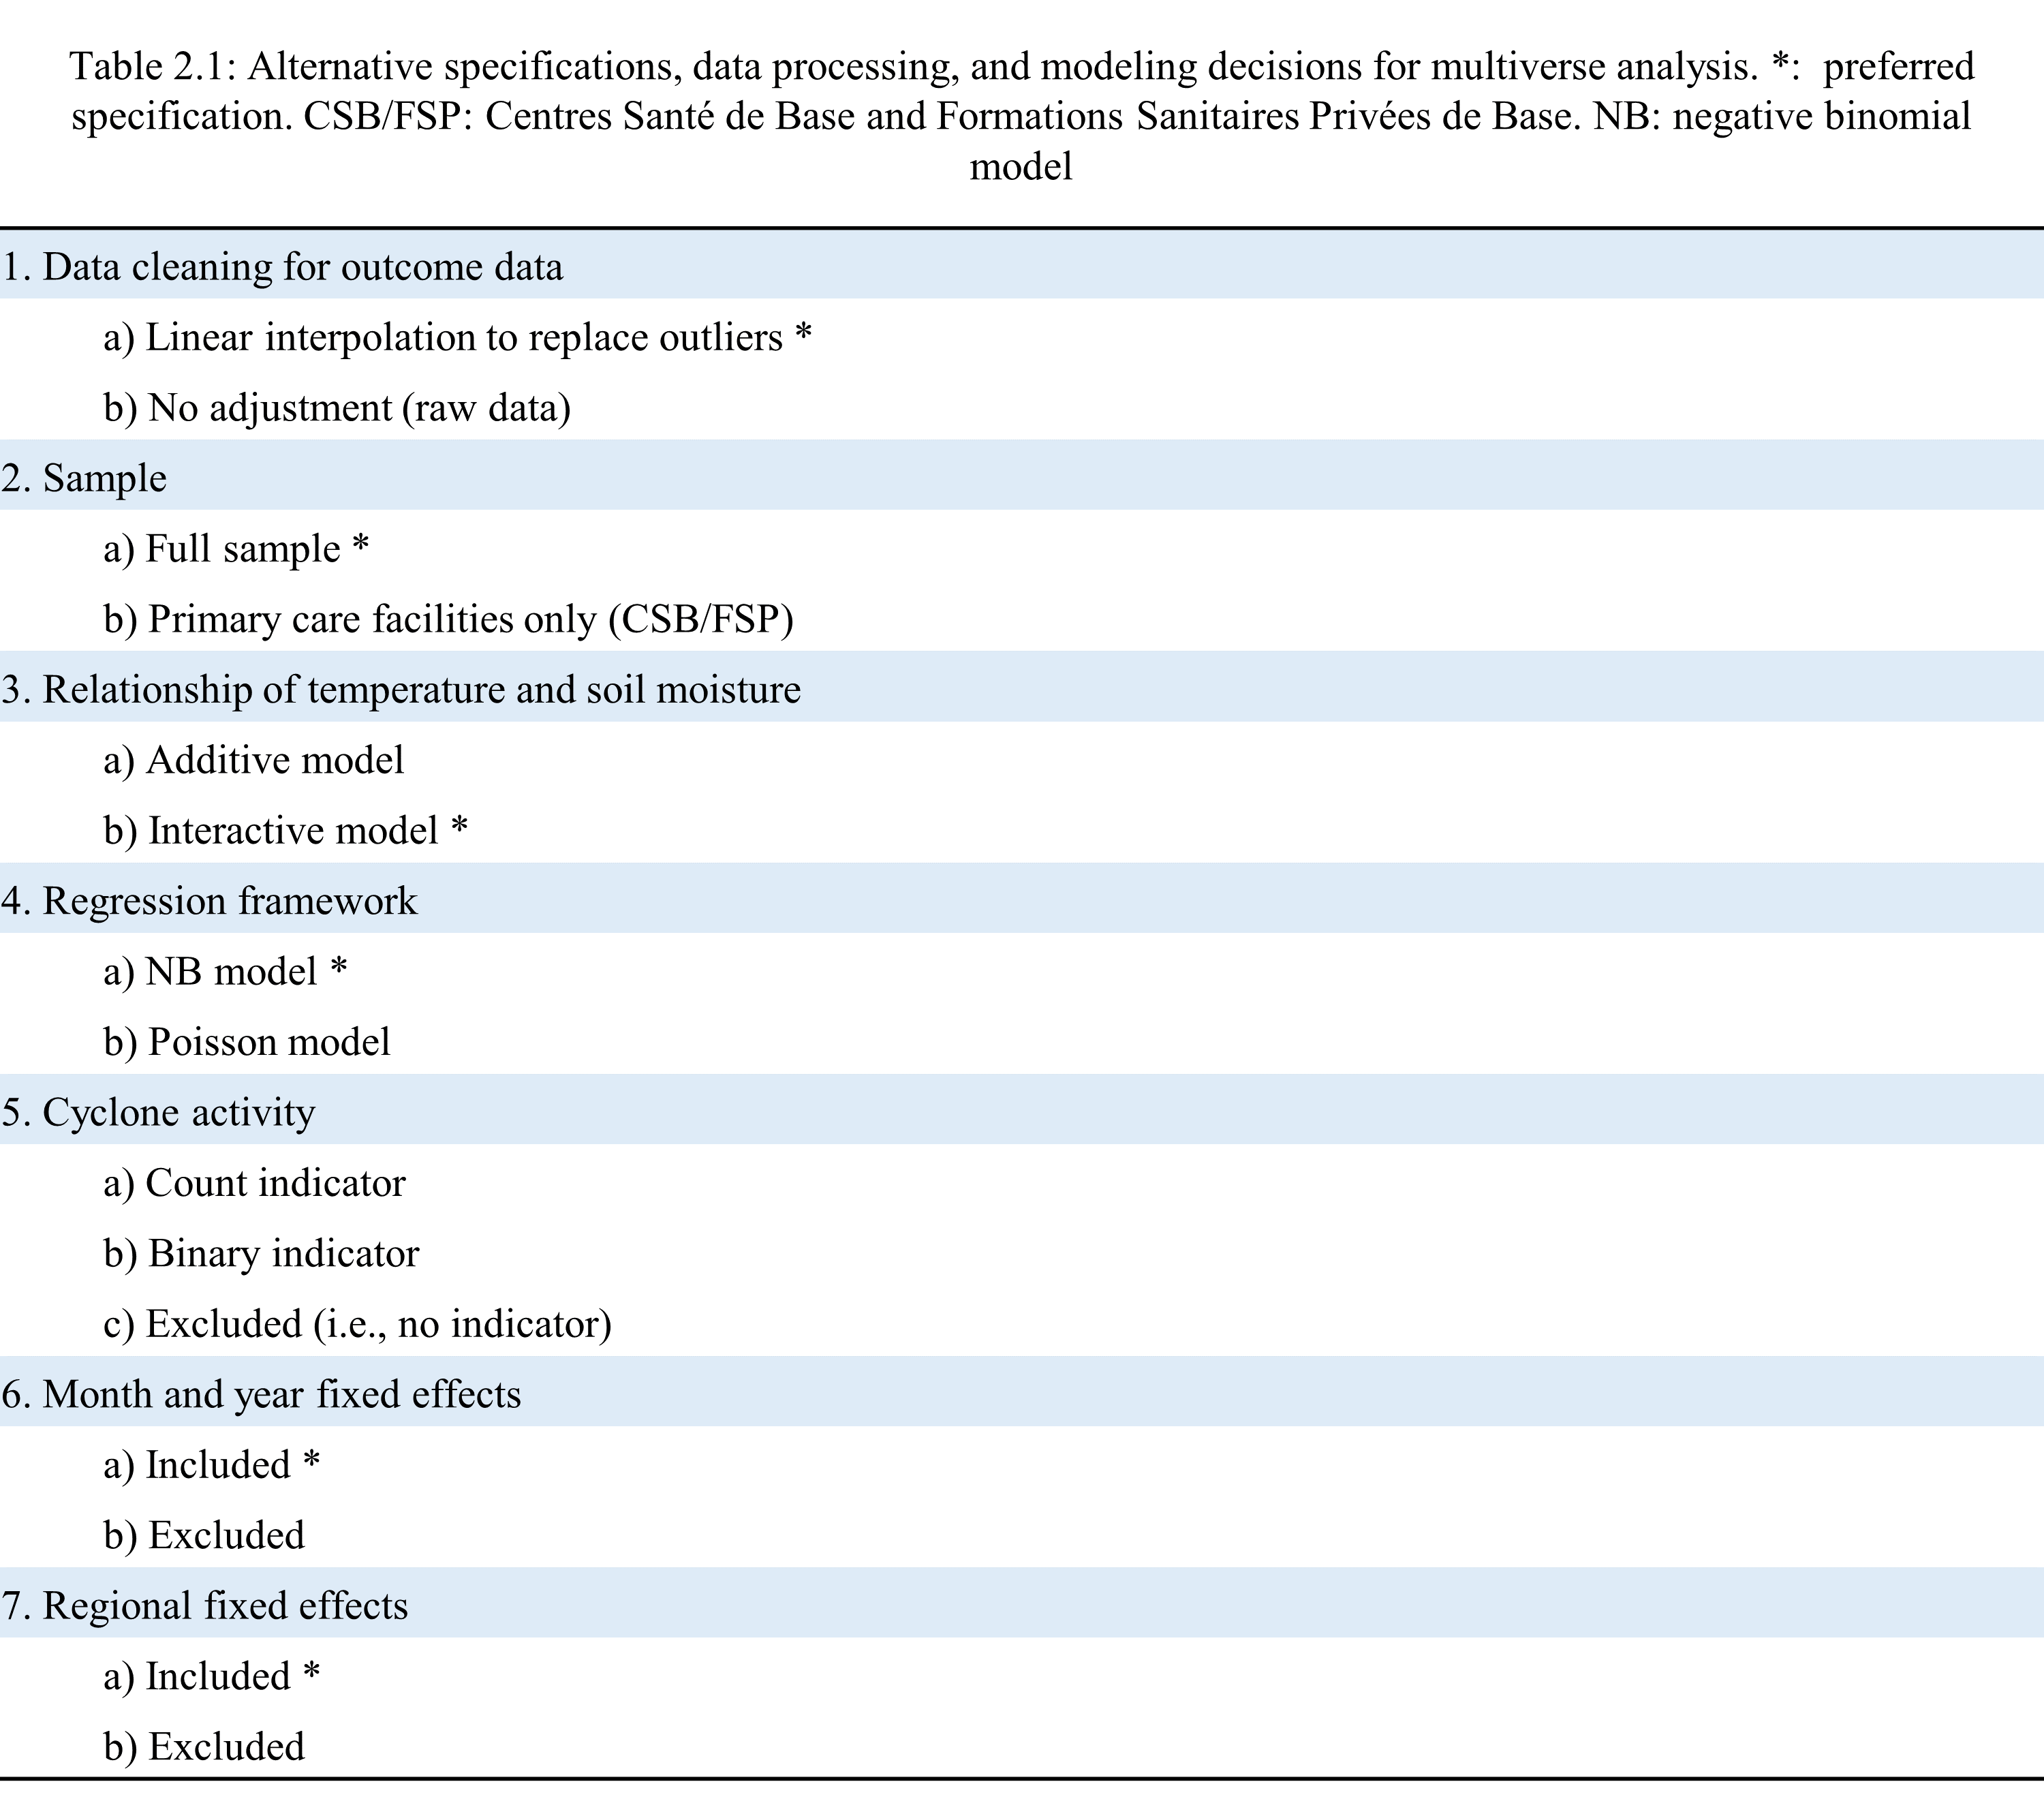 Table 2.1: Alternative specifications, data processing, and modeling decisions for multiverse analysis. *:  preferred
specification. CSB/FSP: Centres Santé de Base and Formations Sanitaires Privées de Base. NB: negative binomial
model
1. Data cleaning for outcome data
a) Linear interpolation to replace outliers *
b) No adjustment (raw data)
2. Sample
a) Full sample *
b) Primary care facilities only (CSB/FSP)
3. Relationship of temperature and soil moisture
a) Additive model
b) Interactive model *
4. Regression framework
a) NB model *
b) Poisson model
5. Cyclone activity
a) Count indicator
b) Binary indicator
c) Excluded (i.e., no indicator)
6. Month and year fixed effects
a) Included *
b) Excluded
7. Regional fixed effects
a) Included *
b) Excluded